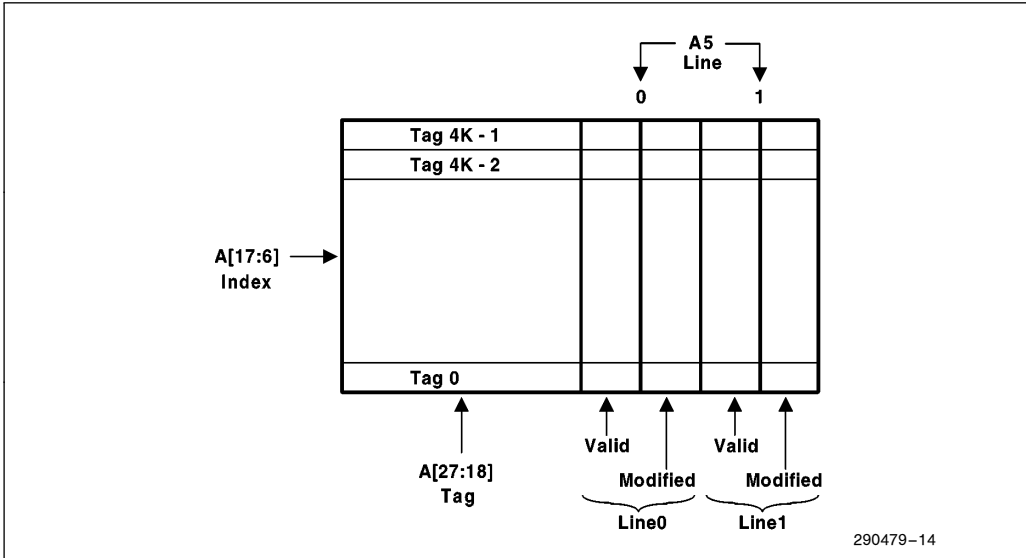 A5
Line
0 1
Tag 4K - 1
Tag 4K - 2
A[17:6]
Index
Tag 0
Valid Valid
A[27:18] Modified Modified
Tag
Line0 Line1
290479-14